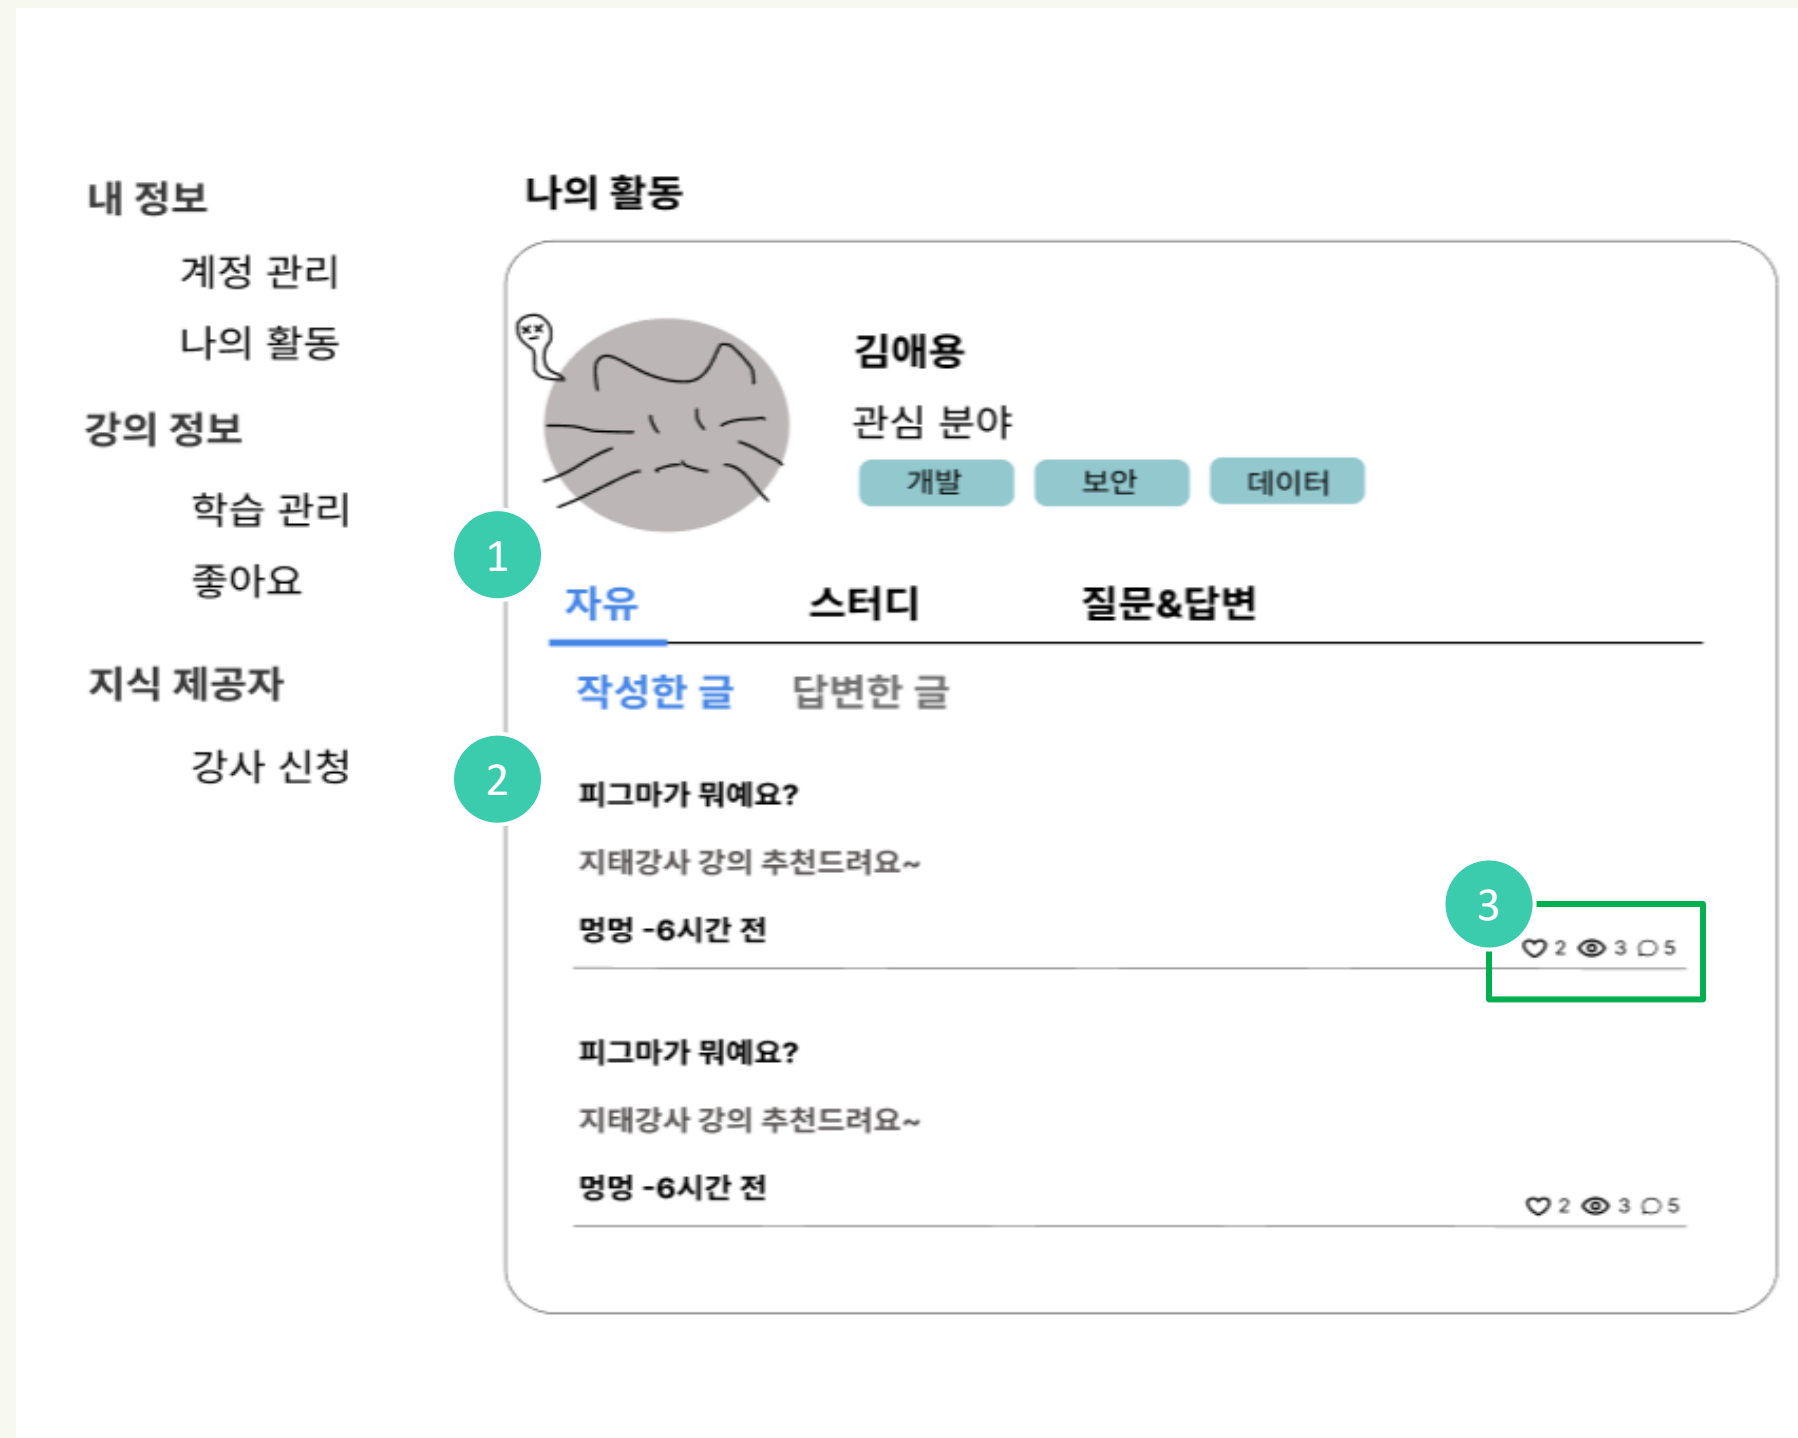 내 정보
계정 관리
나의 활동
강의 정보
학습 관리
좋아요
지식 제공자
강사 신청
나의 활동
김애용
관심 분야
개발 보안 데이터
1
자유 스터디 질문&답변
작성한 글 답변한 글
2
피그마가 뭐예요?
지태강사 강의 추천드려요~
3
멍멍 -6시간 전
2 3 5
피그마가 뭐예요?
지태강사 강의 추천드려요~
멍멍 -6시간 전
2 3 5